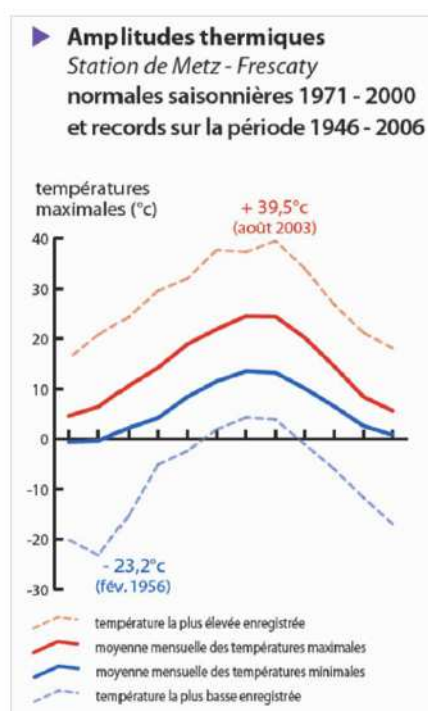 Amplitudes thermiques
Station de Metz - Frescaty
normales saisonnières 1971 - 2000
et records sur la période 1946 - 2006
températures
maximales (°c)
+ 39,5°c
(août 2003)
40
30
20
10
0
-10
-20
-30
- 23,2°c
(fév. 1956)
température la plus élevée enregistrée
moyenne mensuelle des températures maximales
moyenne mensuelle des températures minimales
température la plus basse enregistrée